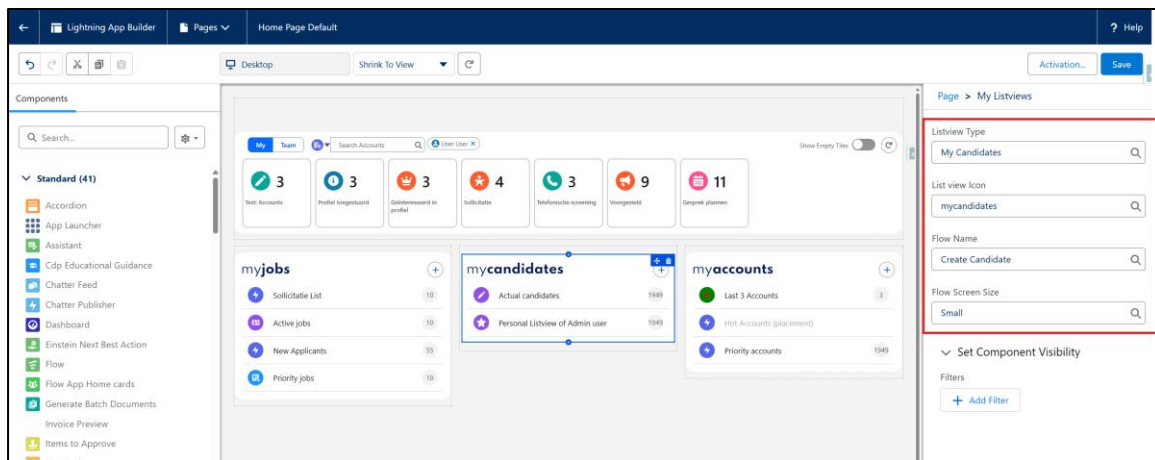 Lightning App Builder
Pages
Home Page Default
? Help
Desktop
Shrink To View
Activation...
Save
Components
Search...
Standard (41)
Accordion
App Launcher
Assistant
Cdp Educational Guidance
Chatter Feed
Chatter Publisher
Dashboard
Einstein Next Best Action
Flow
Flow App Home cards
Generate Batch Documents
Invoice Preview
Items to Approve
My Team
Search Accounts
User User ×
Show Empty Tiles
3
Test: Accounts
3
Profiel toegestuurd
3
Geïnteresseerd in
profiel
4
Sollicitatie
3
Telefonische screening
9
Voorgesteld
11
Gesprek plannen
myjobs
Sollicitatie List 10
Active jobs 10
New Applicants 55
Priority jobs 10
mycandidates
Actual candidates 1949
Personal Listview of Admin user 1949
myaccounts
Last 3 Accounts 3
Hot Accounts (placement)
Priority accounts 1949
Page > My Listviews
Listview Type
My Candidates
List view Icon
mycandidates
Flow Name
Create Candidate
Flow Screen Size
Small
Set Component Visibility
Filters
+ Add Filter